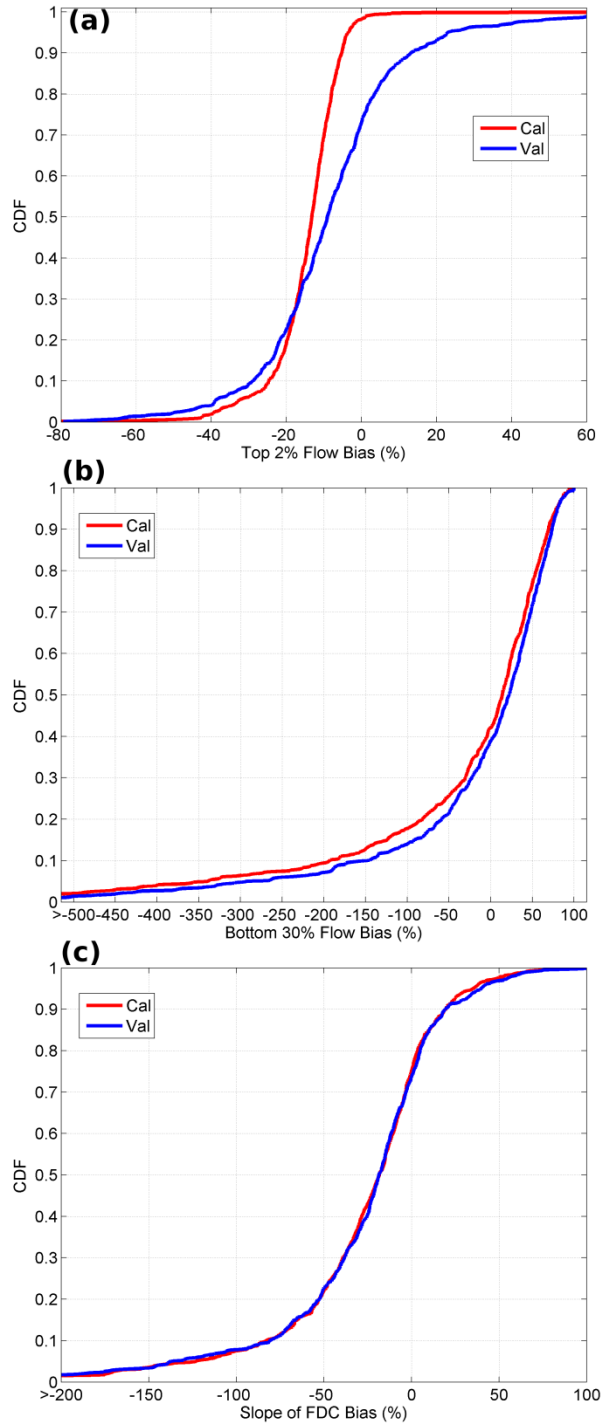 (a)
1
0.9
0.8
0.7
0.6
0.5
0.4
0.3
0.2
0.1
0
CDF
Cal
Val
-80 -60 -40 -20 0 20 40 60
Top 2% Flow Bias (%)
(b)
1
0.9
0.8
0.7
0.6
0.5
0.4
0.3
0.2
0.1
0
CDF
Cal
Val
>-500-450 -400 -350 -300 -250 -200 -150 -100 -50 0 50 100
Bottom 30% Flow Bias (%)
(c)
1
0.9
0.8
0.7
0.6
0.5
0.4
0.3
0.2
0.1
0
CDF
Cal
Val
>-200 -150 -100 -50 0 50 100
Slope of FDC Bias (%)